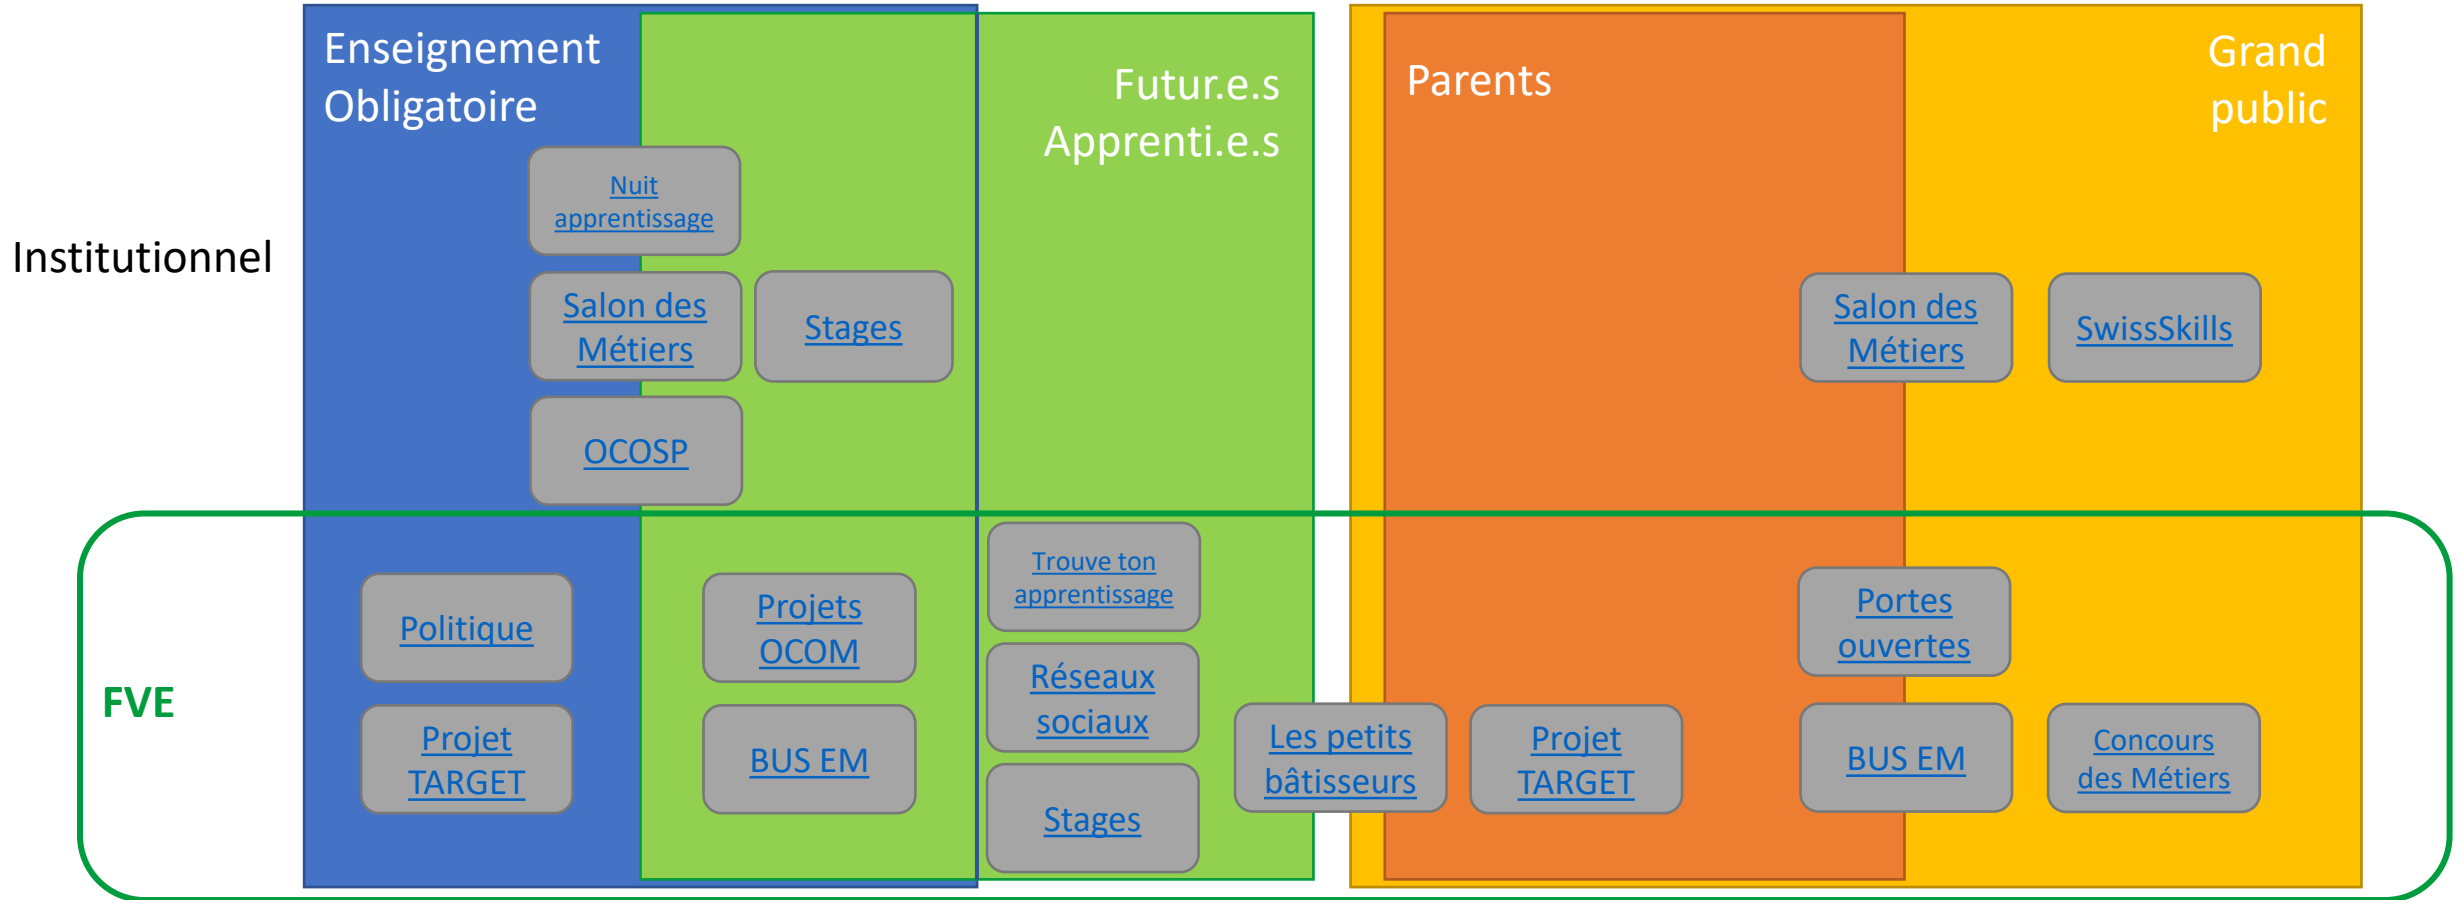 Enseignement
Obligatoire
Futur.e.s
Apprenti.e.s
Parents
Grand
public
Institutionnel
Nuit
apprentissage
Salon des
Métiers
Stages
OCOSP
Salon des
Métiers
SwissSkills
FVE
Politique
Projet
TARGET
Projets
OCOM
BUS EM
Trouve ton
apprentissage
Réseaux
sociaux
Stages
Les petits
bâtisseurs
Projet
TARGET
Portes
ouvertes
BUS EM
Concours
des Métiers